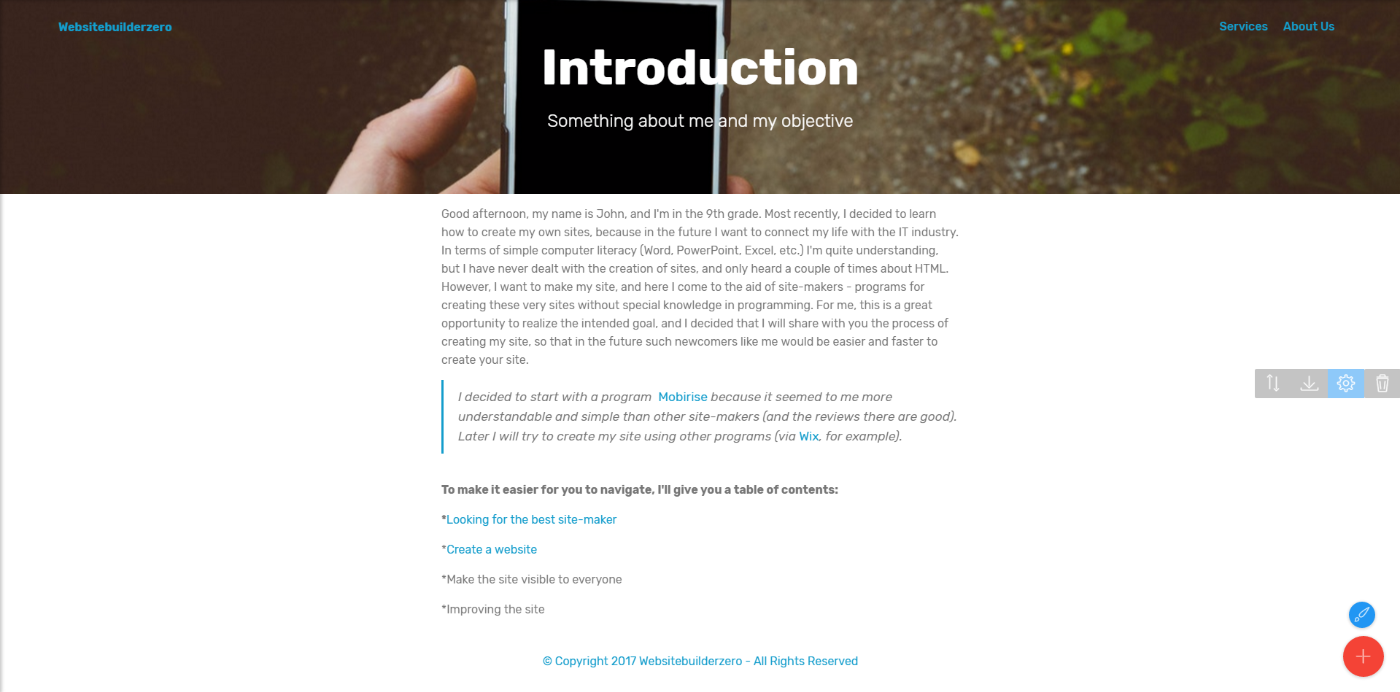 Websitebuilderzero
Services About Us
Introduction
Something about me and my objective
Good afternoon, my name is John, and I'm in the 9th grade. Most recently, I decided to learn
how to create my own sites, because in the future I want to connect my life with the IT industry.
In terms of simple computer literacy (Word, PowerPoint, Excel, etc.) I'm quite understanding,
but I have never dealt with the creation of sites, and only heard a couple of times about HTML.
However, I want to make my site, and here I come to the aid of site-makers - programs for
creating these very sites without special knowledge in programming. For me, this is a great
opportunity to realize the intended goal, and I decided that I will share with you the process of
creating my site, so that in the future such newcomers like me would be easier and faster to
create your site.
I decided to start with a program Mobirise because it seemed to me more
understandable and simple than other site-makers (and the reviews there are good).
Later I will try to create my site using other programs (via Wix, for example).
To make it easier for you to navigate, I'll give you a table of contents:
*Looking for the best site-maker
*Create a website
*Make the site visible to everyone
*Improving the site
© Copyright 2017 Websitebuilderzero - All Rights Reserved